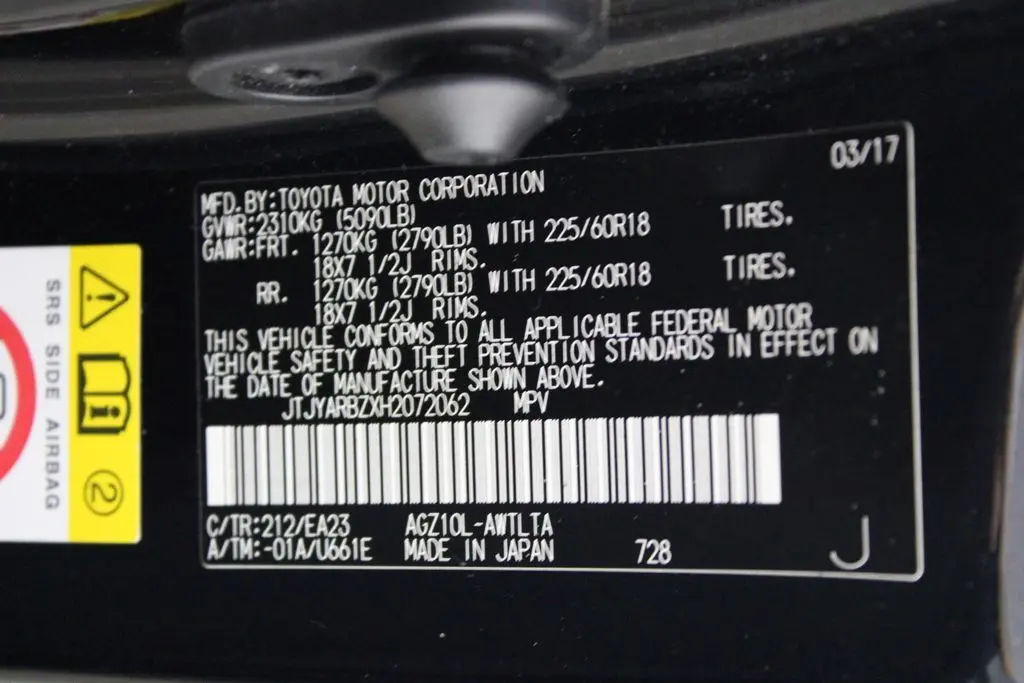 03/17
MFD. BY: TOYOTA MOTOR CORPORATION
GVWR: 2310KG (5090LB)
GAWR: FRT. 1270KG (2790LB) WITH 225/60R18 TIRES.
18X7 1/2J RIMS.
RR. 1270KG (2790LB) WITH 225/60R18 TIRES.
18X7 1/2J RIMS.
THIS VEHICLE CONFORMS TO ALL APPLICABLE FEDERAL MOTOR
VEHICLE SAFETY AND THEFT PREVENTION STANDARDS IN EFFECT ON
THE DATE OF MANUFACTURE SHOWN ABOVE.
JTJYARBZXH2072062 MPV
C/TR: 212/EA23 AGZ10L-AWTLTA
A/TM: -01A/U661E MADE IN JAPAN 728 J
SRS SIDE AIRBAG
2